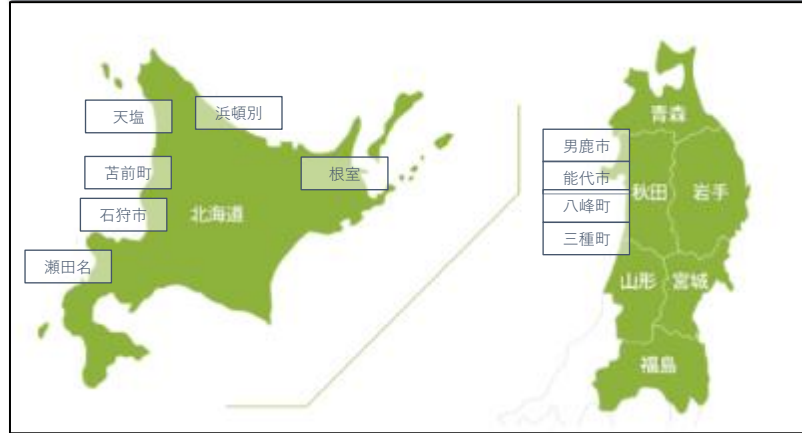 天塩
浜頓別
苫前町
根室
石狩市
北海道
瀬田名
青森
男鹿市
能代市
秋田
岩手
八峰町
三種町
山形
宮城
福島